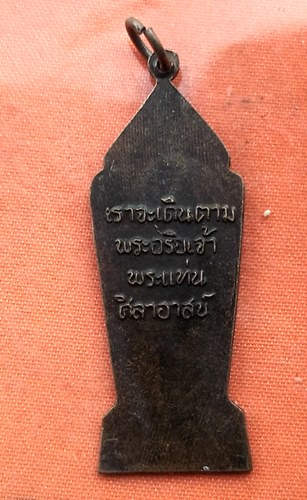 เราจะเดินตาม
พระอริยเจ้า
พระแท่น
ศิลาอาสน์